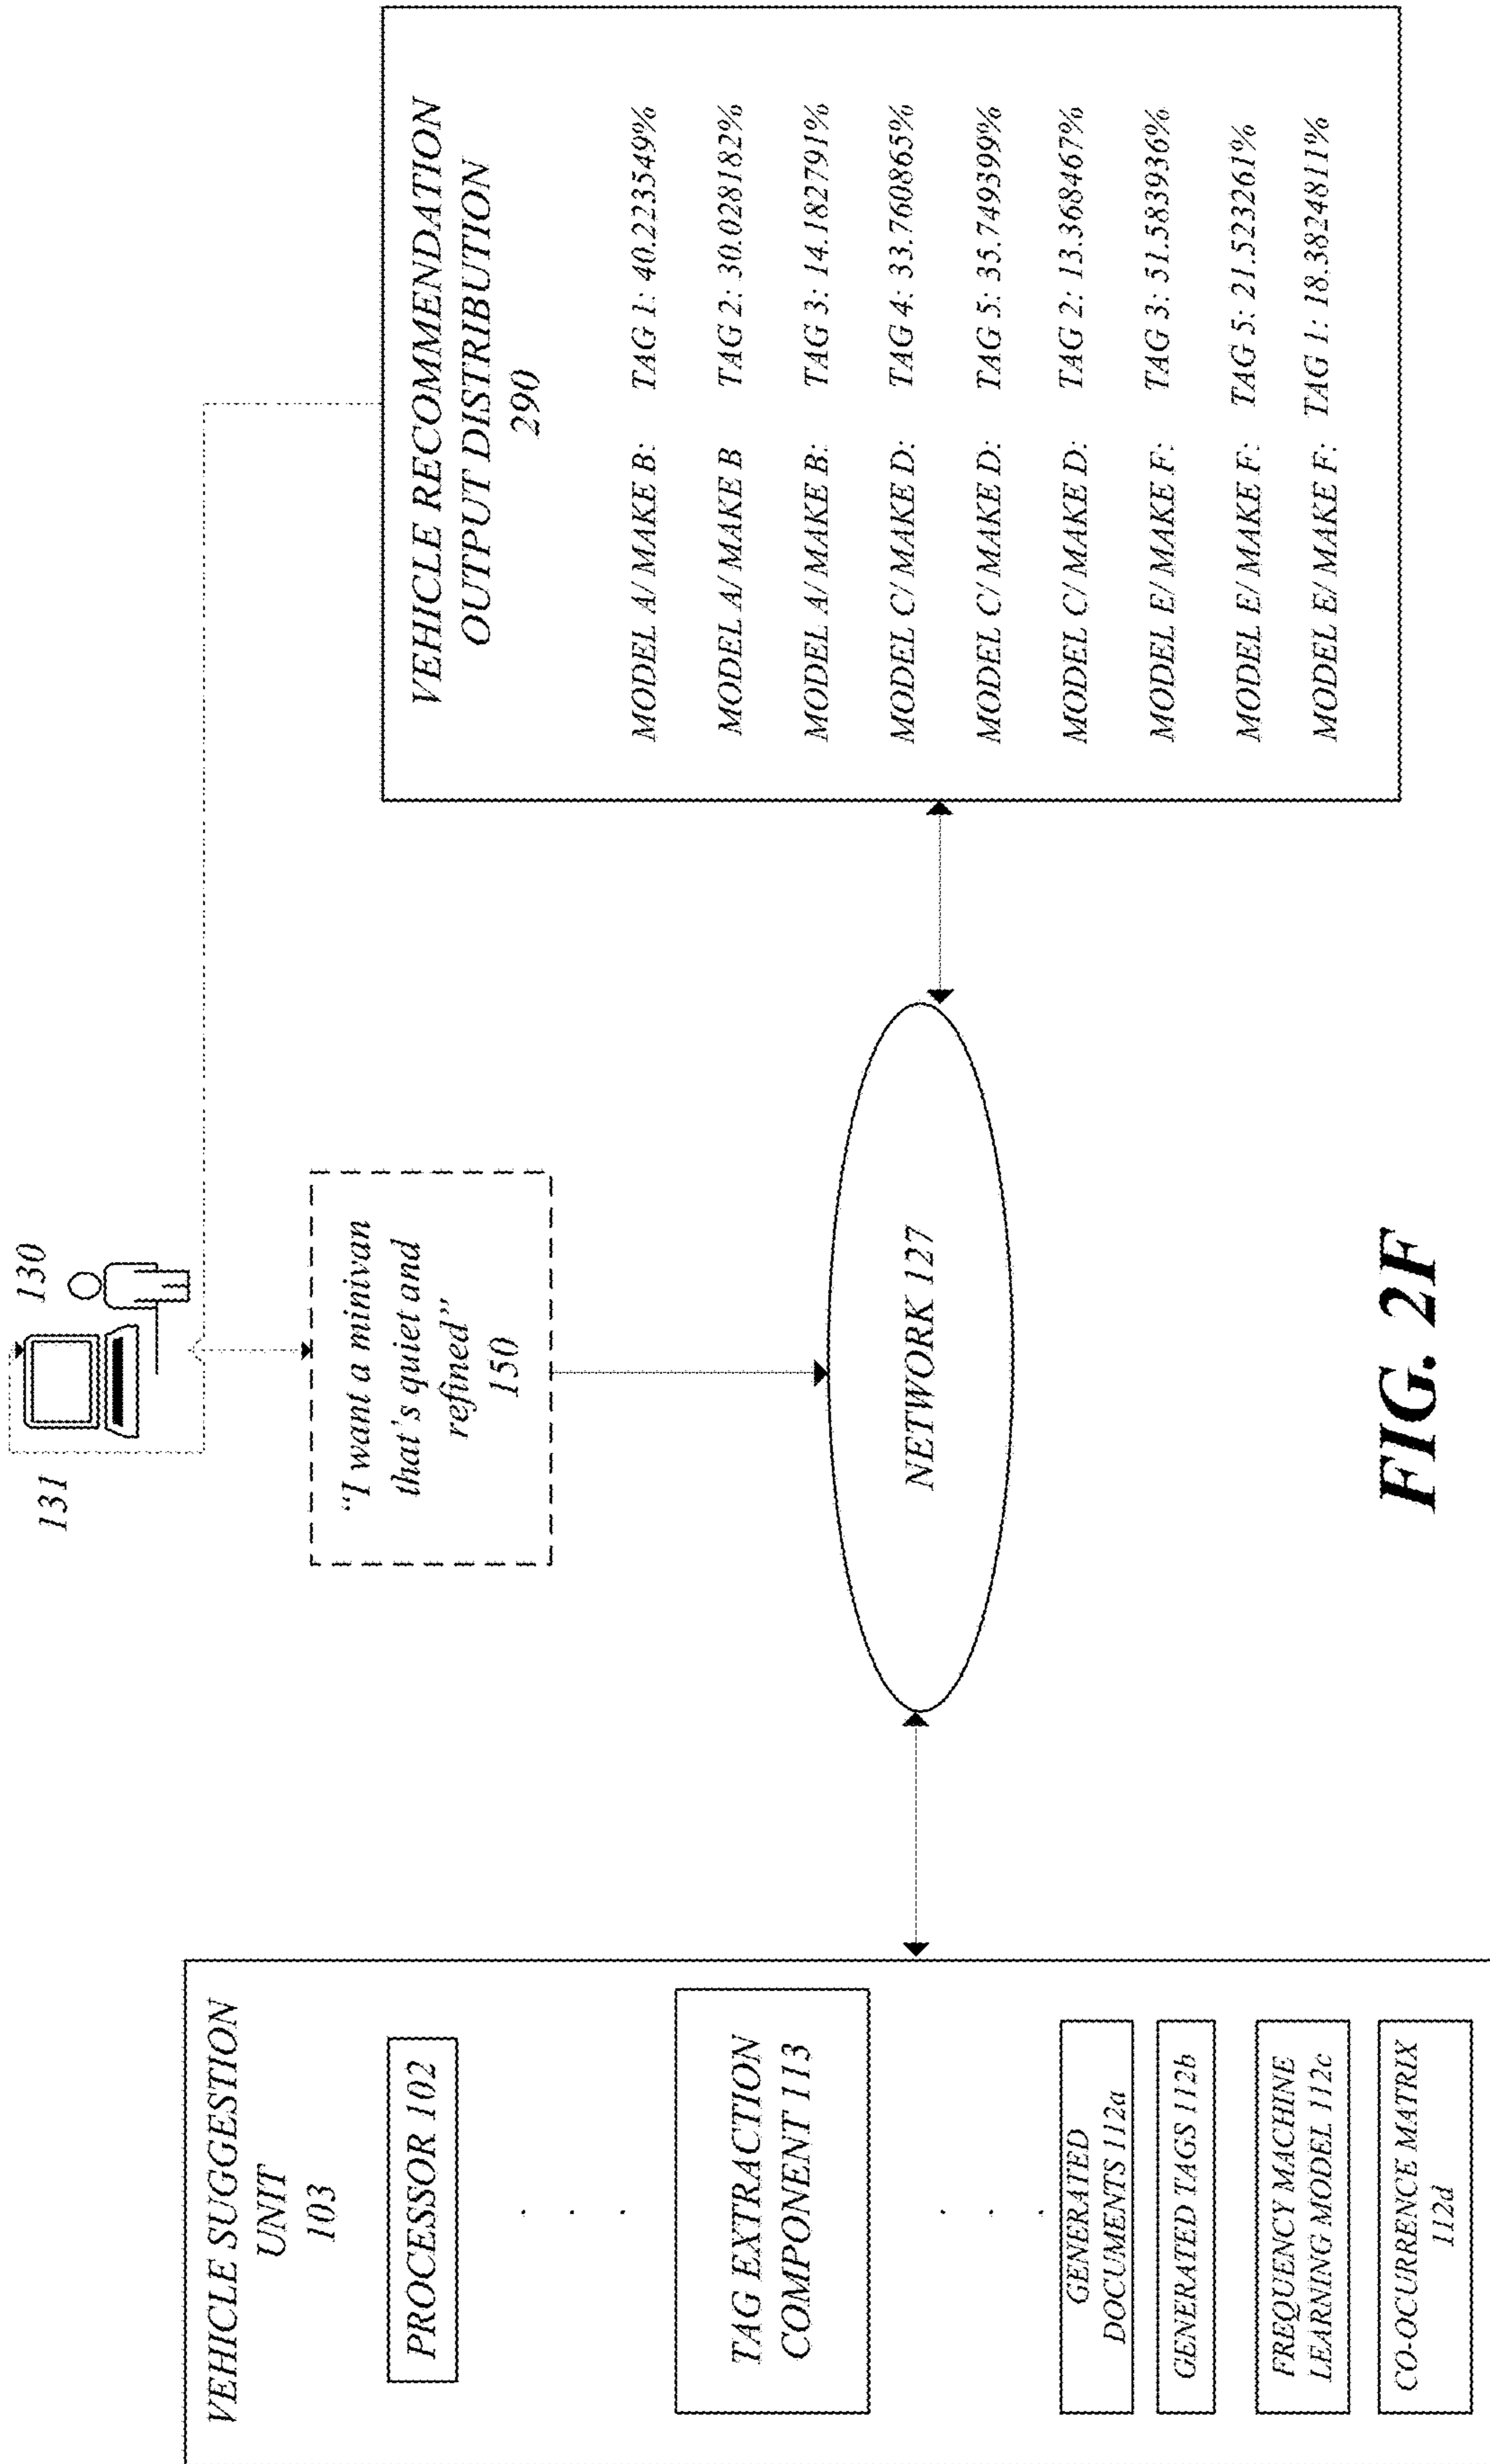 VEHICLE SUGGESTION
UNIT
103
PROCESSOR 102
. . .
TAG EXTRACTION
COMPONENT 113
. . .
GENERATED
DOCUMENTS 112a
GENERATED TAGS 112b
FREQUENCY MACHINE
LEARNING MODEL 112c
CO-OCURRENCE MATRIX
112d
131
130
“I want a minivan
that's quiet and
refined”
150
NETWORK 127
VEHICLE RECOMMENDATION
OUTPUT DISTRIBUTION
290
MODEL A/ MAKE B: TAG 1: 40.223549%
MODEL A/ MAKE B TAG 2: 30.028182%
MODEL A/ MAKE B: TAG 3: 14.182791%
MODEL C/ MAKE D: TAG 4: 33.760865%
MODEL C/ MAKE D: TAG 5: 35.749399%
MODEL C/ MAKE D: TAG 2: 13.368467%
MODEL E/ MAKE F: TAG 3: 51.583936%
MODEL E/ MAKE F: TAG 5: 21.523261%
MODEL E/ MAKE F: TAG 1: 18.3824811%
FIG. 2F